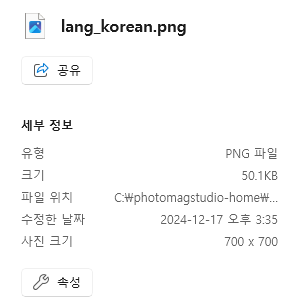 lang_korean.png
공유
세부 정보
유형 PNG 파일
크기 50.1KB
파일 위치 C:₩photomagstudio-home₩...
수정한 날짜 2024-12-17 오후 3:35
사진 크기 700 x 700
속성